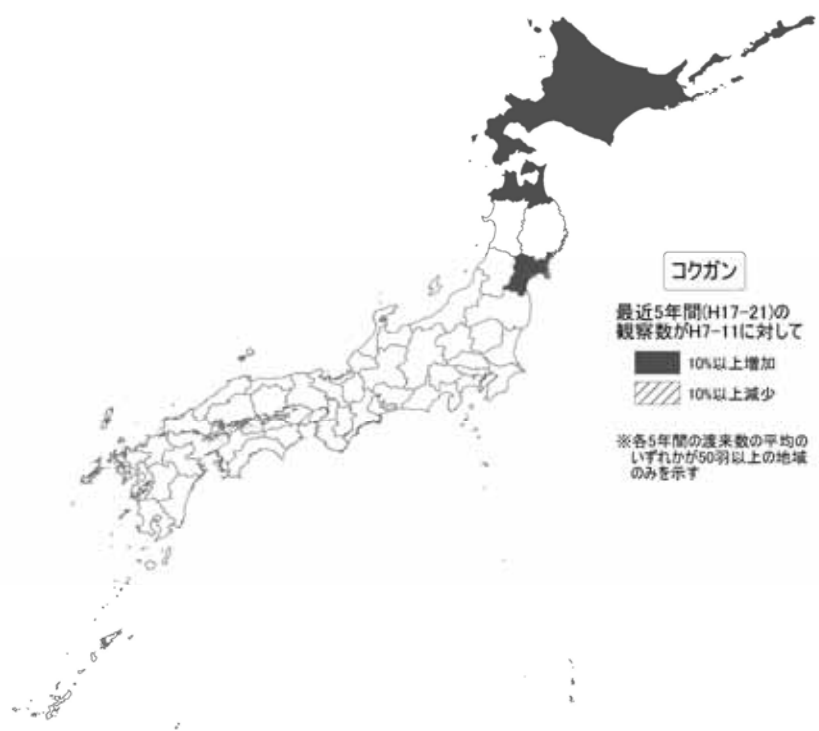 コクガン
最近5年間(H17-21)の
観察数がH7-11に対して
10%以上増加
10%以上減少
※各5年間の渡来数の平均の
いずれかが50羽以上の地域
のみを示す